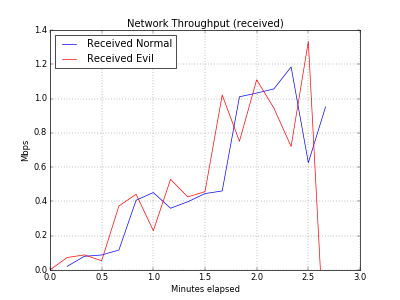 Network Throughput (received)
Received Normal
Received Evil
1.4
1.2
1.0
0.8
0.6
0.4
0.2
0.0
Mbps
0.0 0.5 1.0 1.5 2.0 2.5 3.0
Minutes elapsed